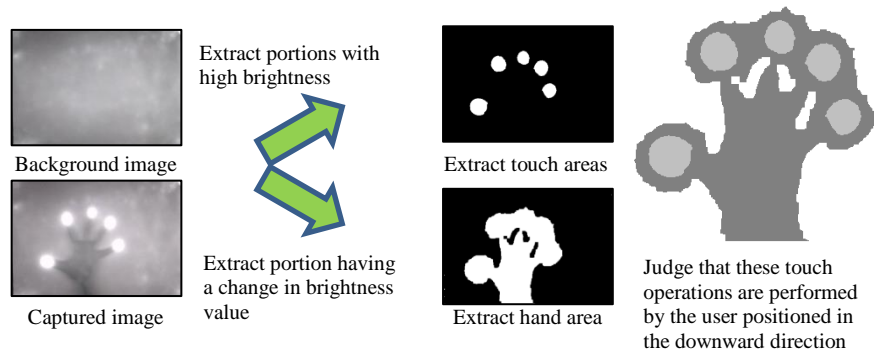 Extract portions with
high brightness
Background image
Extract touch areas
Extract portion having
a change in brightness
value
Captured image
Extract hand area
Judge that these touch
operations are performed
by the user positioned in
the downward direction